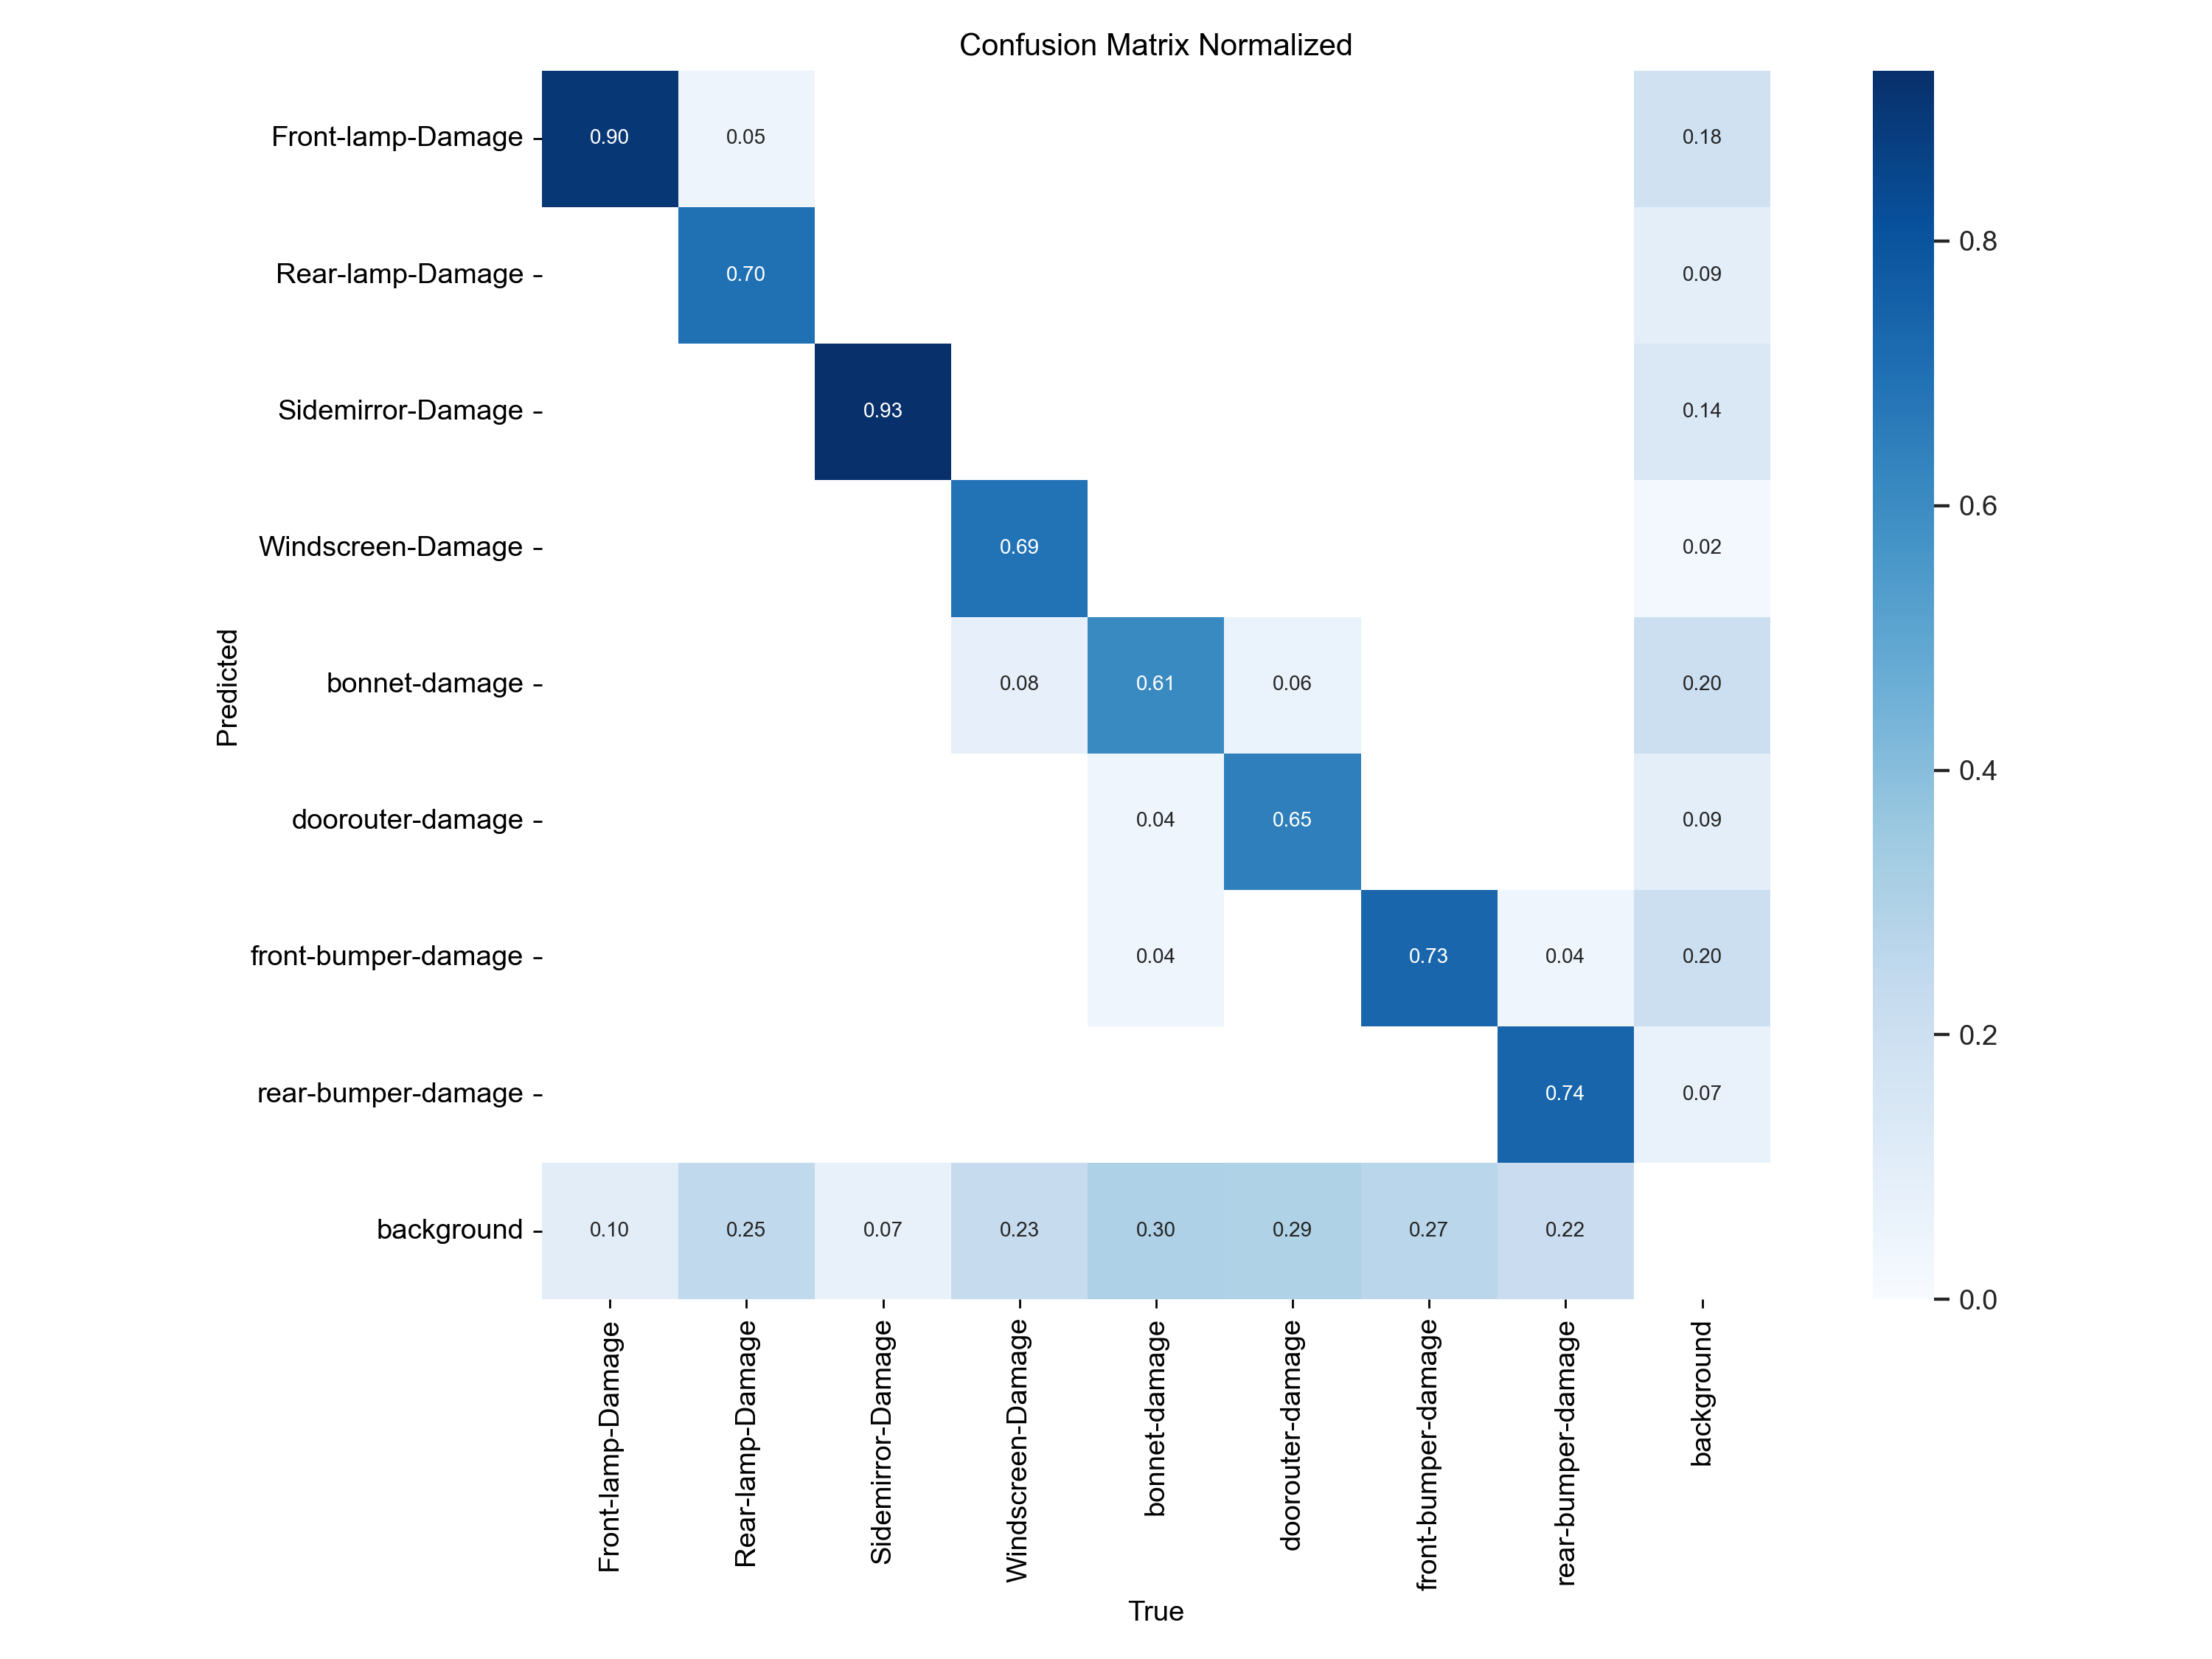 Confusion Matrix Normalized
Front-lamp-Damage 0.90 0.05 0.18
Rear-lamp-Damage 0.70 0.09
Sidemirror-Damage 0.93 0.14
Windscreen-Damage 0.69 0.02
bonnet-damage 0.08 0.61 0.06 0.20
doorouter-damage 0.04 0.65 0.09
front-bumper-damage 0.04 0.73 0.04 0.20
rear-bumper-damage 0.74 0.07
background 0.10 0.25 0.07 0.23 0.30 0.29 0.27 0.22
Predicted
Front-lamp-Damage
Rear-lamp-Damage
Sidemirror-Damage
Windscreen-Damage
bonnet-damage
doorouter-damage
front-bumper-damage
rear-bumper-damage
background
True
0.8
0.6
0.4
0.2
0.0